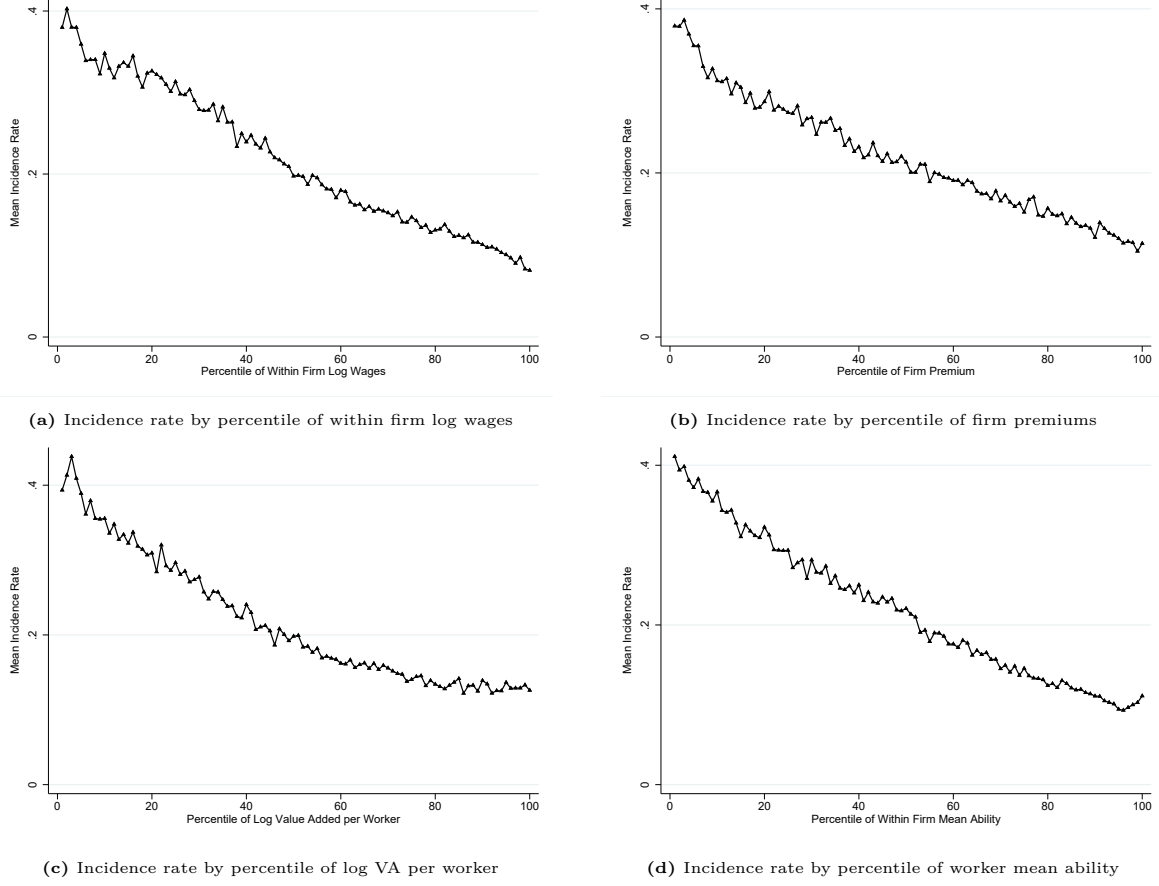 .4
.2
0
Mean Incidence Rate
0 20 40 60 80 100
Percentile of Within Firm Log Wages
(a) Incidence rate by percentile of within firm log wages
.4
.2
0
Mean Incidence Rate
0 20 40 60 80 100
Percentile of Firm Premium
(b) Incidence rate by percentile of firm premiums
.4
.2
0
Mean Incidence Rate
0 20 40 60 80 100
Percentile of Log Value Added per Worker
(c) Incidence rate by percentile of log VA per worker
.4
.2
0
Mean Incidence Rate
0 20 40 60 80 100
Percentile of Within Firm Mean Ability
(d) Incidence rate by percentile of worker mean ability